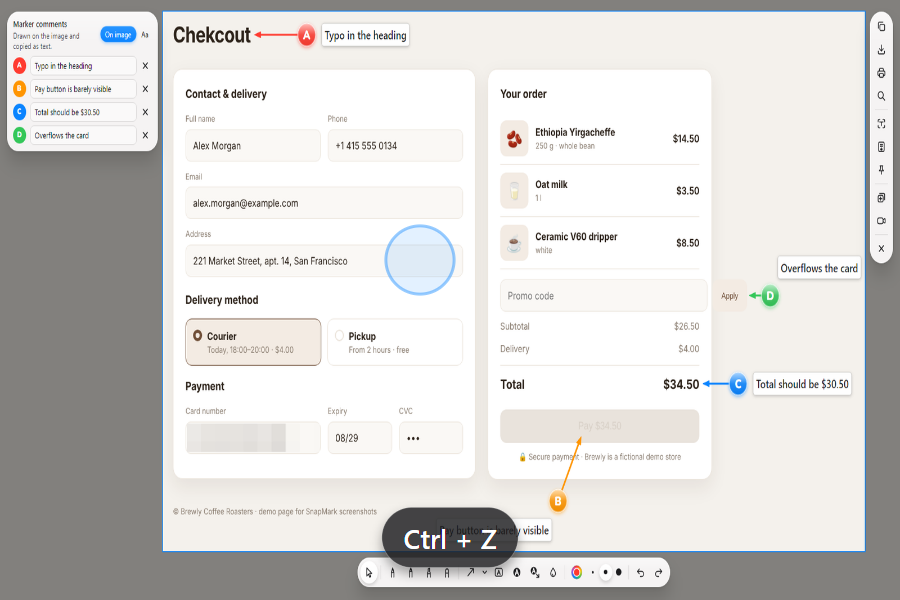 Marker comments
Drawn on the image and
copied as text.
On image
Aa
A Typo in the heading X
B Pay button is barely visible X
C Total should be $30.50 X
D Overflows the card X
Chekcout
A Typo in the heading
Contact & delivery
Full name
Phone
Alex Morgan
+1 415 555 0134
Email
alex.morgan@example.com
Address
221 Market Street, apt. 14, San Francisco
Delivery method
Courier
Today, 18:00–20:00 · $4.00
Pickup
From 2 hours · free
Payment
Card number
Expiry
CVC
08/29
Your order
Ethiopia Yirgacheffe
250 g · whole bean
$14.50
Oat milk
1 l
$3.50
Ceramic V60 dripper
white
$8.50
Promo code
Apply
D
Overflows the card
Subtotal
$26.50
Delivery
$4.00
Total
$34.50
C
Total should be $30.50
Pay $34.50
Secure payment · Brewly is a fictional demo store
B
Pay button is barely visible
© Brewly Coffee Roasters · demo page for SnapMark screenshots
Ctrl + Z